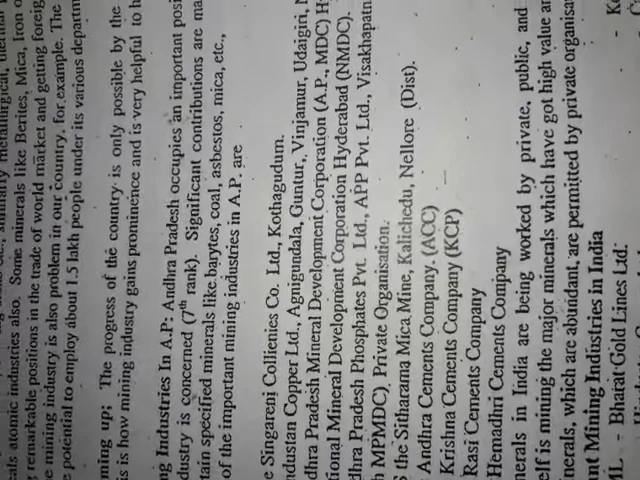 atomic industries also. Some minerals like Berites, Mica, Iron o
remarkable positions in the trade of world market and getting foreig
e mining industry is also problem in our country. for example. The
e potential to employ about 1.5 lakh people under its various departm
ming up; The progress of the country is only possible by the
is is how mining industry gains prominence and is very helpful to h
ng Industries In A.P: Andhra Pradesh occupies an important posi
dustry is concerned (7th rank). Significant contributions are ma
tain specified minerals like barytes, coal, asbestos, mica, etc.,
of the important mining industries in A.P. are
e Singareni Collienies Co. Ltd., Kothagudum.
ndustan Copper Ltd., Agnigundala, Guntur, Vinjamur, Udaigiri, N
dhra Pradesh Mineral Development Corporation (A.P., MDC) H
tional Mineral Development Corporation Hyderabad (NMDC),
dhra Pradesh Phosphates Pvt. Ltd., APP Pvt. Ltd., Visakhapatn
h MPMDC), Private Organisation.
the Sitharama Mica Mine, Kalichedu, Nellore (Dist).
Andhra Cements Company, (ACC)
Krishna Cements Company (KCP)
Rasi Cements Company
Hemadhri Cements Company
nerals in India are being worked by private, public, and
elf is mining the major minerals which have got high value an
nerals, which are abundant, are permitted by private organisa
nt Mining Industries in India
ML - Bharat Gold Lines Ltd.